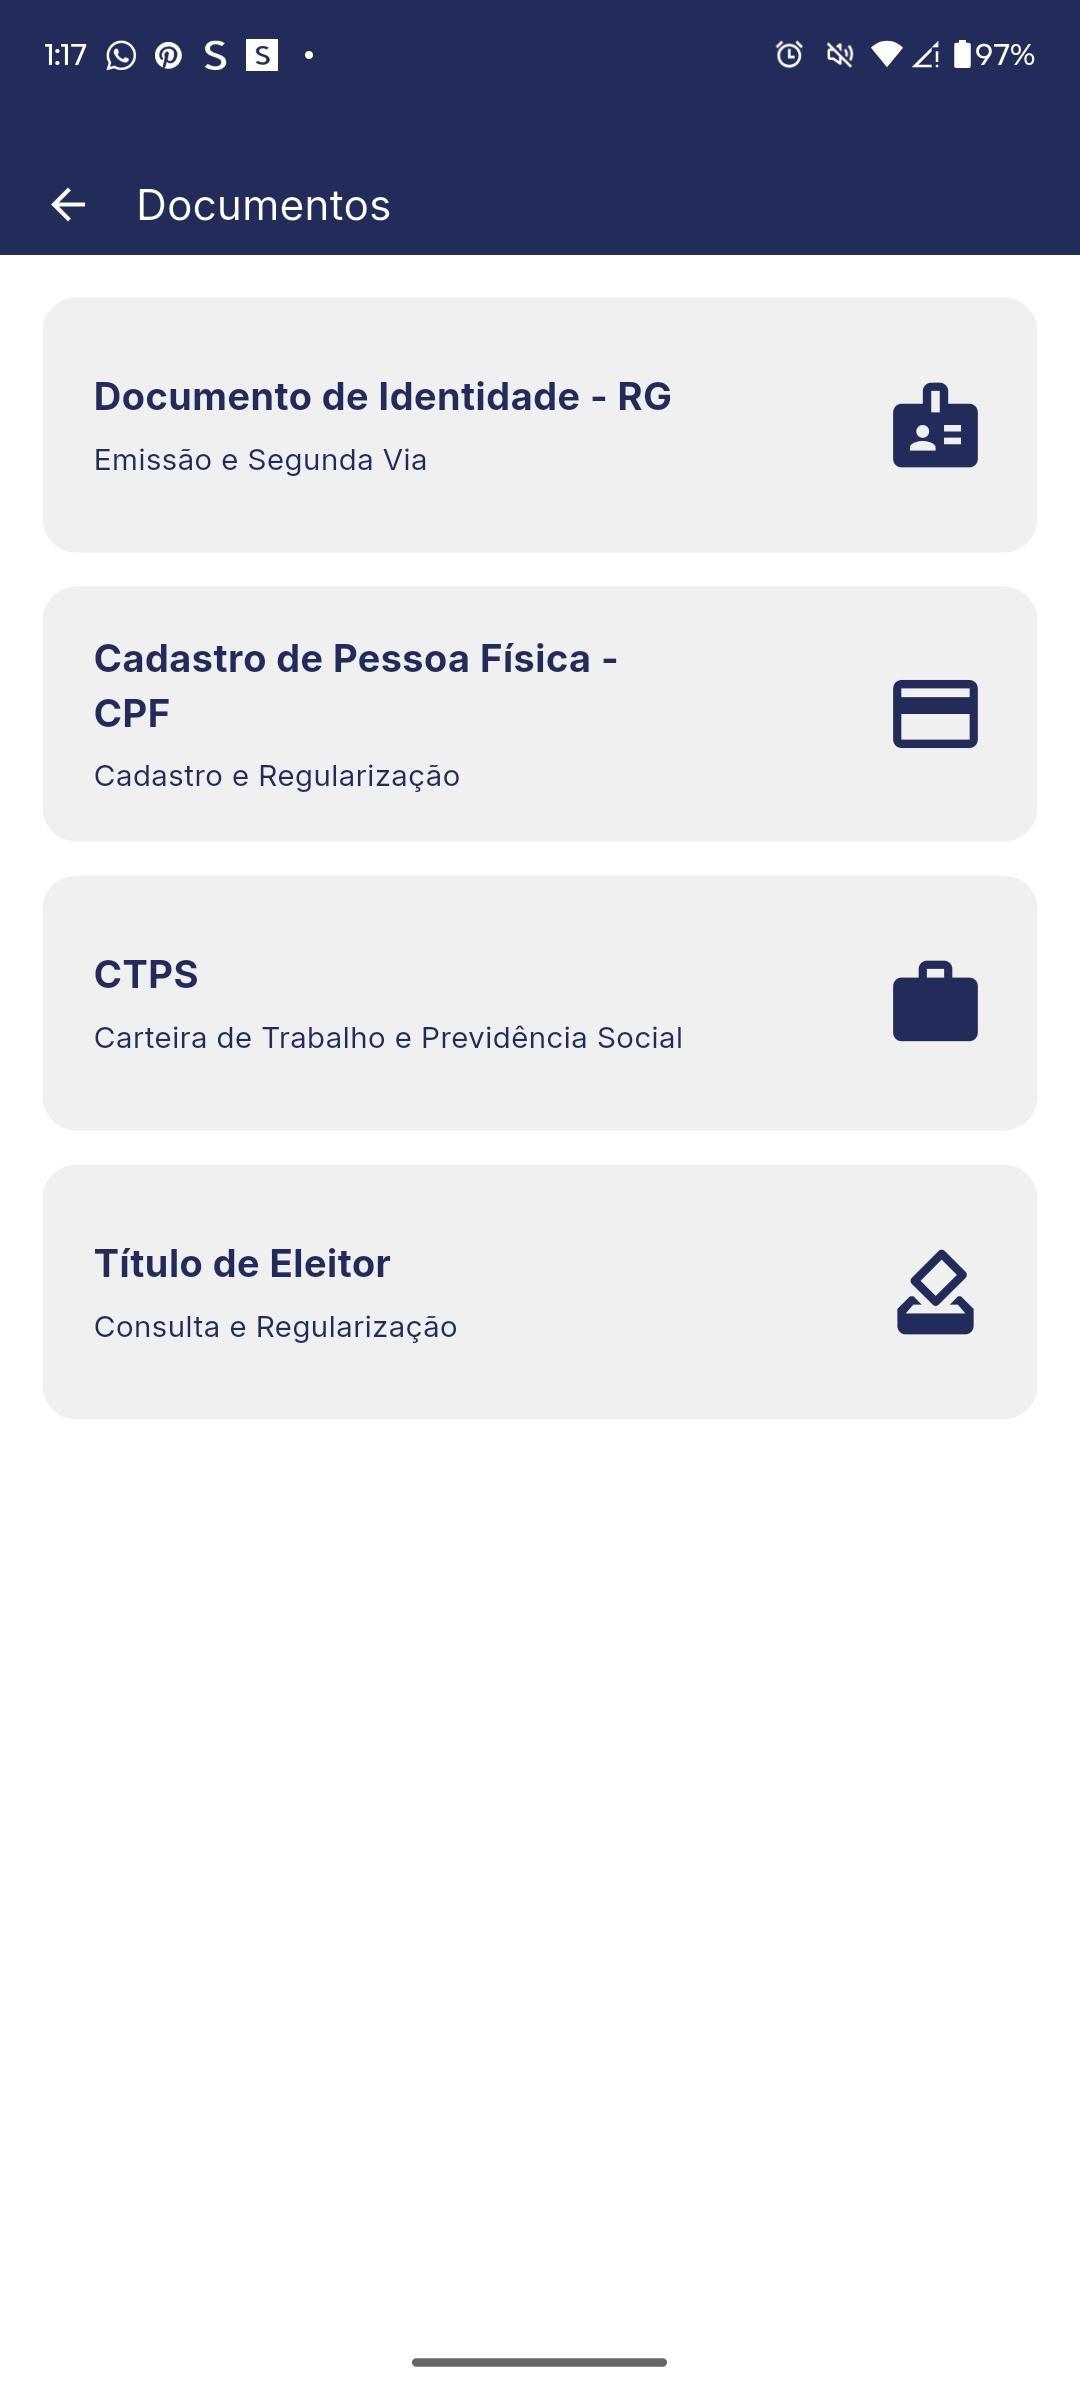 1:17
97%
Documentos
Documento de Identidade - RG
Emissão e Segunda Via
Cadastro de Pessoa Física -
CPF
Cadastro e Regularização
CTPS
Carteira de Trabalho e Previdência Social
Título de Eleitor
Consulta e Regularização